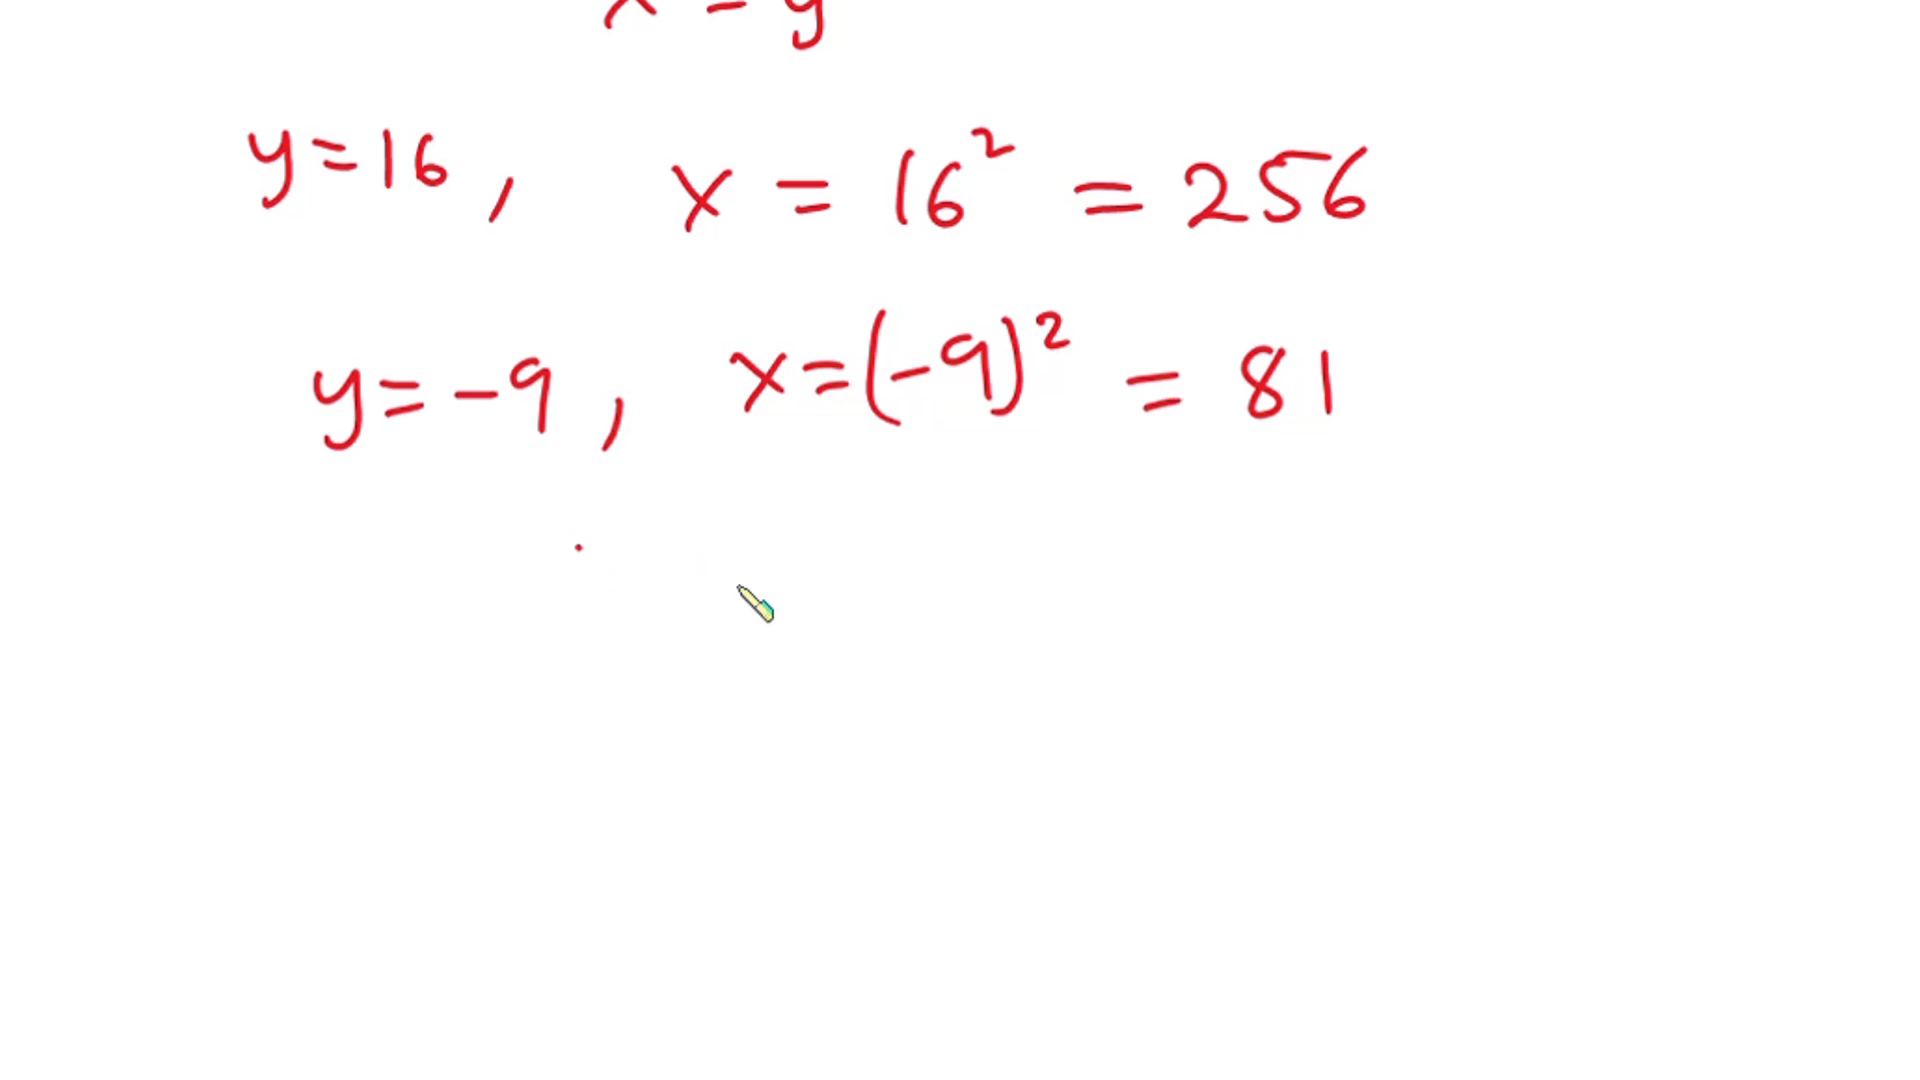 x = y
y=16, x = 16² = 256
y=-9, x=(-9)² = 81